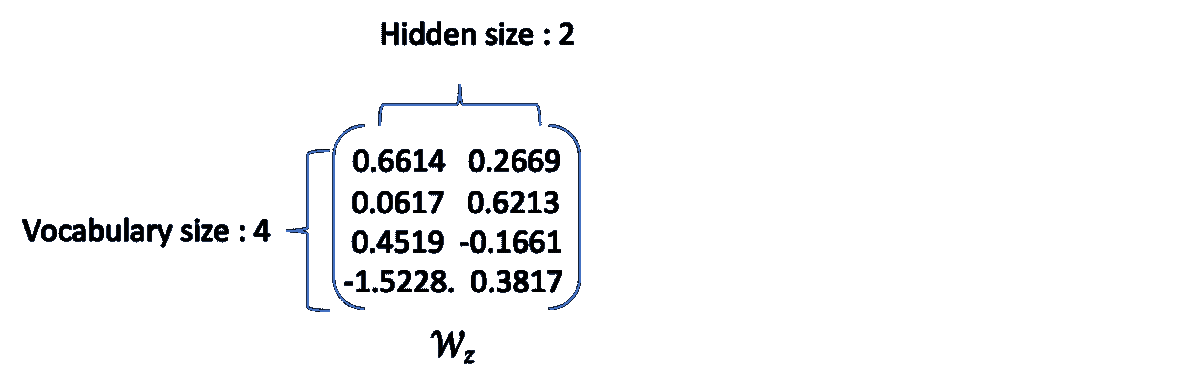 Hidden size : 2
0.6614 0.2669
0.0617 0.6213
Vocabulary size : 4
0.4519 -0.1661
-1.5228. 0.3817
𝒲z